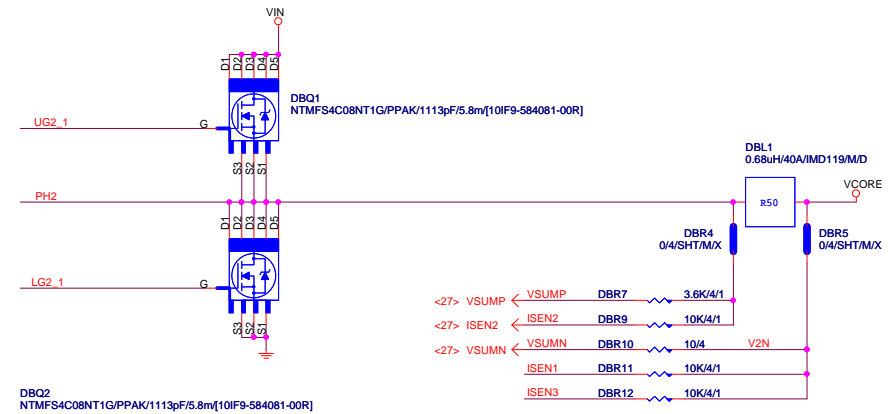 VIN
D1 D2 D3 D4 D5
DBQ1
NTMFS4C08NT1G/PPAK/1113pF/5.8m/[10IF9-584081-00R]
UG2_1
G
S3 S2 S1
DBL1
0.68uH/40A/IMD119/M/D
PH2
R50
VCORE
D1 D2 D3 D4 D5
DBR4
0/4/SHT/M/X
DBR5
0/4/SHT/M/X
LG2_1
G
S3 S2 S1
<27> VSUMP VSUMP DBR7 3.6K/4/1
<27> ISEN2 ISEN2 DBR9 10K/4/1
<27> VSUMN VSUMN DBR10 10/4 V2N
ISEN1 DBR11 10K/4/1
ISEN3 DBR12 10K/4/1
DBQ2
NTMFS4C08NT1G/PPAK/1113pF/5.8m/[10IF9-584081-00R]